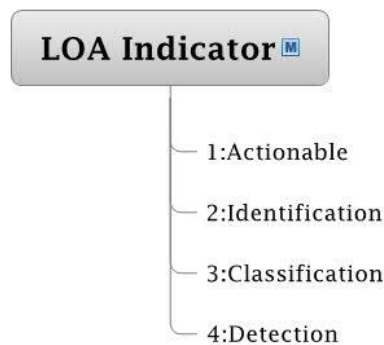 LOA Indicator M
1:Actionable
2:Identification
3:Classification
4:Detection